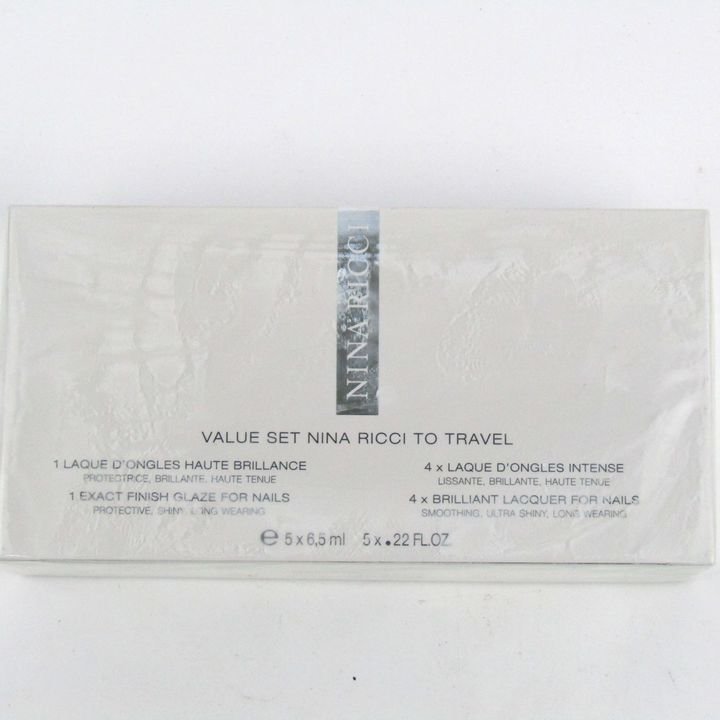 NINA RICCI
VALUE SET NINA RICCI TO TRAVEL
1 LAQUE D'ONGLES HAUTE BRILLANCE
PROTECTRICE, BRILLANTE, HAUTE TENUE
1 EXACT FINISH GLAZE FOR NAILS
PROTECTIVE, SHINY, LONG WEARING
4 x LAQUE D'ONGLES INTENSE
LISSANTE, BRILLANTE, HAUTE TENUE
4 x BRILLIANT LACQUER FOR NAILS
SMOOTHING, ULTRA SHINY, LONG WEARING
℮ 5 x 6,5 ml 5 x .22 FL.OZ